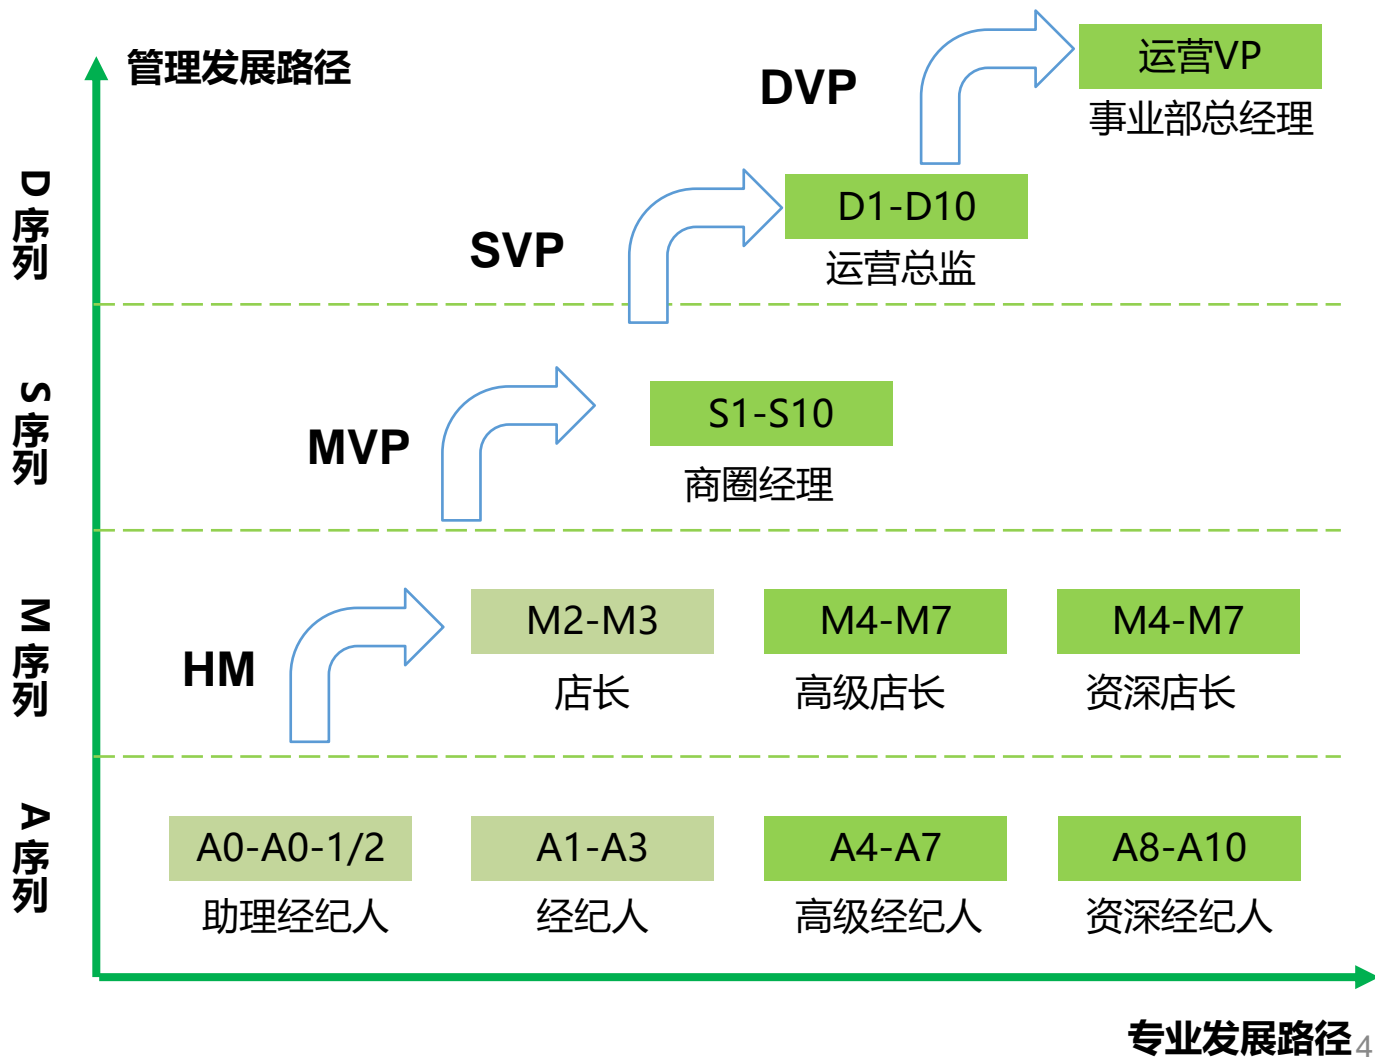 管理发展路径
DVP
运营VP
事业部总经理
D序列
SVP
D1-D10
运营总监
S序列
MVP
S1-S10
商圈经理
M序列
HM
M2-M3
M4-M7
M4-M7
店长
高级店长
资深店长
A序列
A0-A0-1/2
A1-A3
A4-A7
A8-A10
助理经纪人
经纪人
高级经纪人
资深经纪人
专业发展路径
4